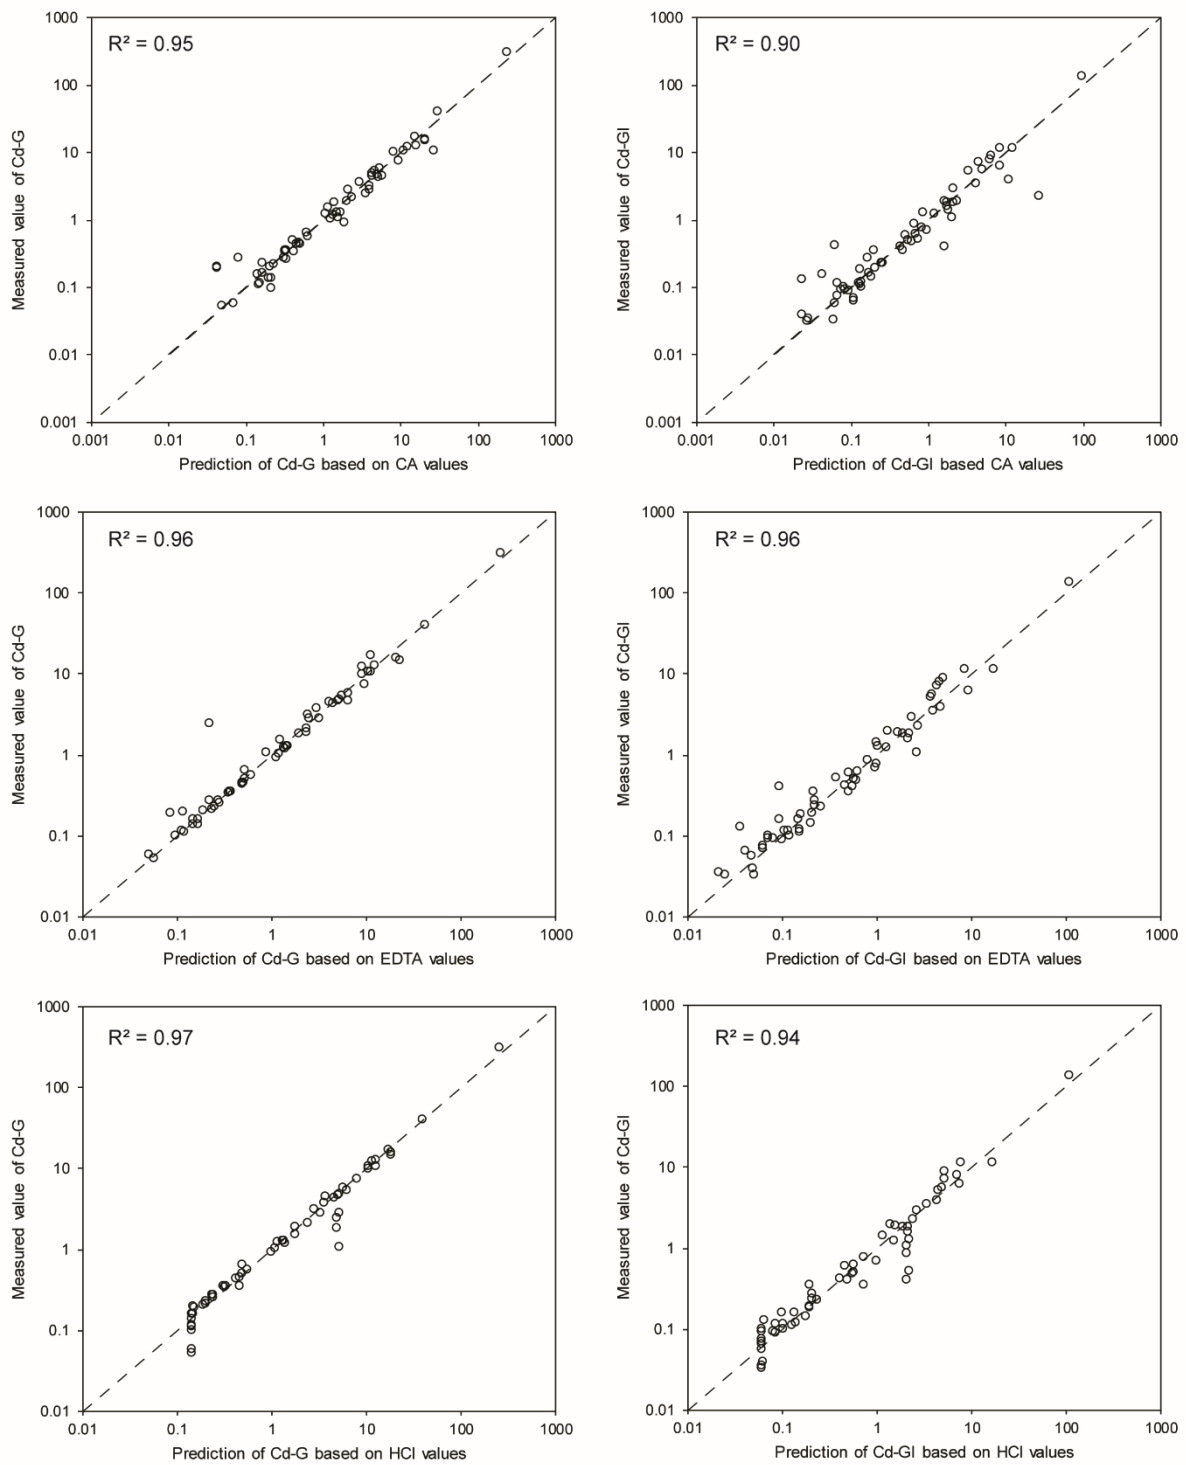 R² = 0.95
1000
100
10
1
0.1
0.01
0.001
Measured value of Cd-G
0.001 0.01 0.1 1 10 100 1000
Prediction of Cd-G based on CA values
R² = 0.90
1000
100
10
1
0.1
0.01
0.001
Measured value of Cd-GI
0.001 0.01 0.1 1 10 100 1000
Prediction of Cd-GI based CA values
R² = 0.96
1000
100
10
1
0.1
0.01
Measured value of Cd-G
0.01 0.1 1 10 100 1000
Prediction of Cd-G based on EDTA values
R² = 0.96
1000
100
10
1
0.1
0.01
Measured value of Cd-GI
0.01 0.1 1 10 100 1000
Prediction of Cd-GI based on EDTA values
R² = 0.97
1000
100
10
1
0.1
0.01
Measured value of Cd-G
0.01 0.1 1 10 100 1000
Prediction of Cd-G based on HCl values
R² = 0.94
1000
100
10
1
0.1
0.01
Measured value of Cd-GI
0.01 0.1 1 10 100 1000
Prediction of Cd-GI based on HCl values